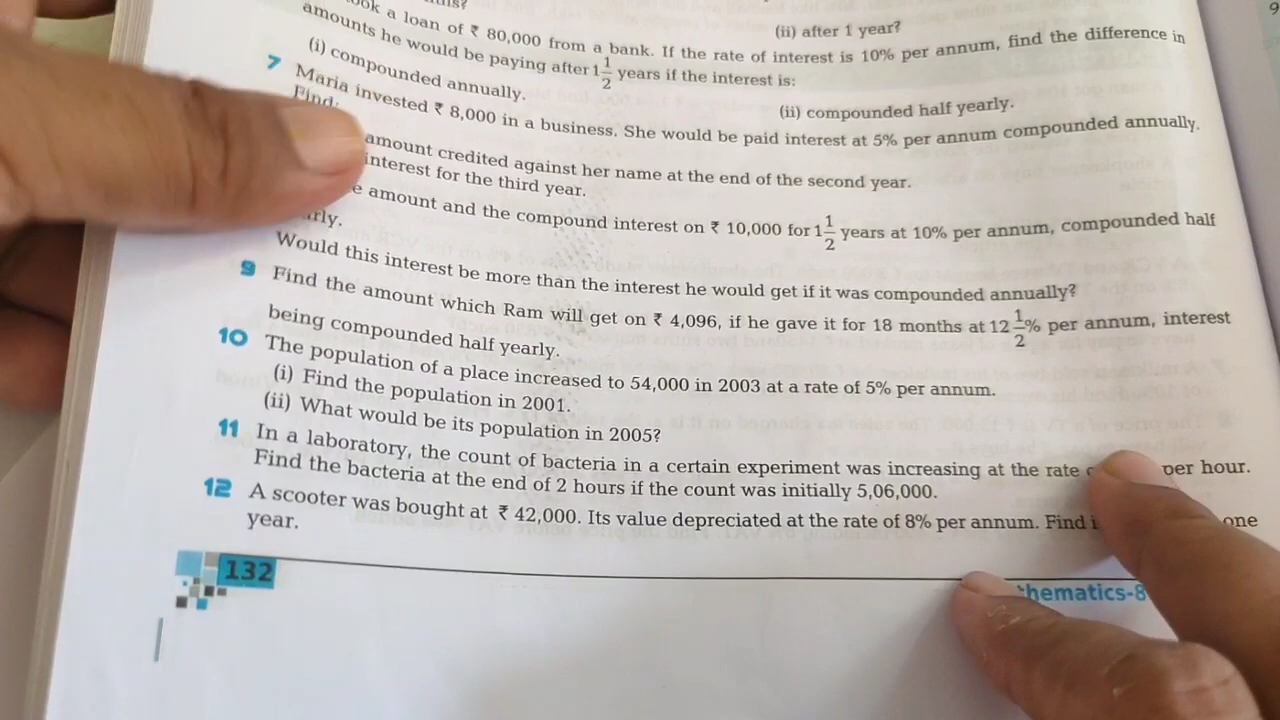 (ii) after 1 year?
a loan of ₹ 80,000 from a bank. If the rate of interest is 10% per annum, find the difference in
amounts he would be paying after 1 1/2 years if the interest is:
(i) compounded annually. (ii) compounded half yearly.
7 Maria invested ₹ 8,000 in a business. She would be paid interest at 5% per annum compounded annually.
Find:
amount credited against her name at the end of the second year.
interest for the third year.
amount and the compound interest on ₹ 10,000 for 1 1/2 years at 10% per annum, compounded half
Would this interest be more than the interest he would get if it was compounded annually?
9 Find the amount which Ram will get on ₹ 4,096, if he gave it for 18 months at 12 1/2% per annum, interest
being compounded half yearly.
10 The population of a place increased to 54,000 in 2003 at a rate of 5% per annum.
(i) Find the population in 2001.
(ii) What would be its population in 2005?
11 In a laboratory, the count of bacteria in a certain experiment was increasing at the rate per hour.
Find the bacteria at the end of 2 hours if the count was initially 5,06,000.
12 A scooter was bought at ₹ 42,000. Its value depreciated at the rate of 8% per annum. Find one
year.
132
thematics-8
9